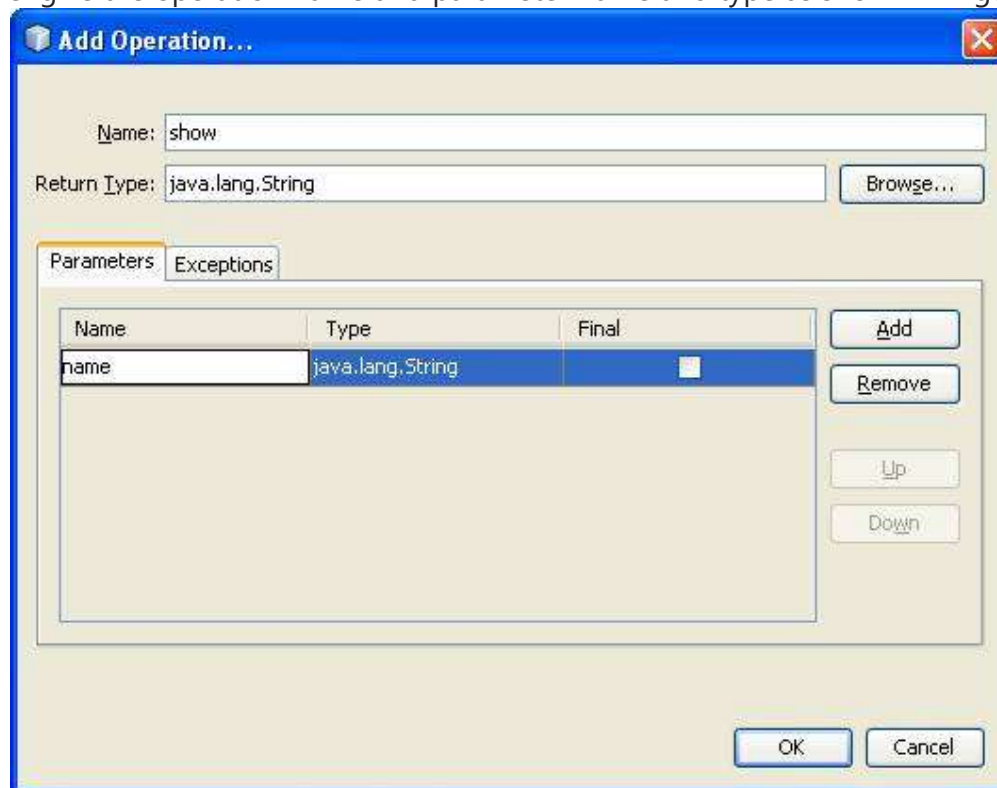 Add Operation...
Name: show
Return Type: java.lang.String Browse...
Parameters Exceptions
Name Type Final Add
name java.lang.String
Remove
Up
Down
OK Cancel